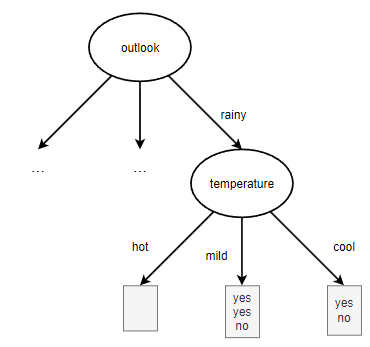 outlook
rainy
...
...
temperature
hot
mild
cool
yes
yes
no
yes
no